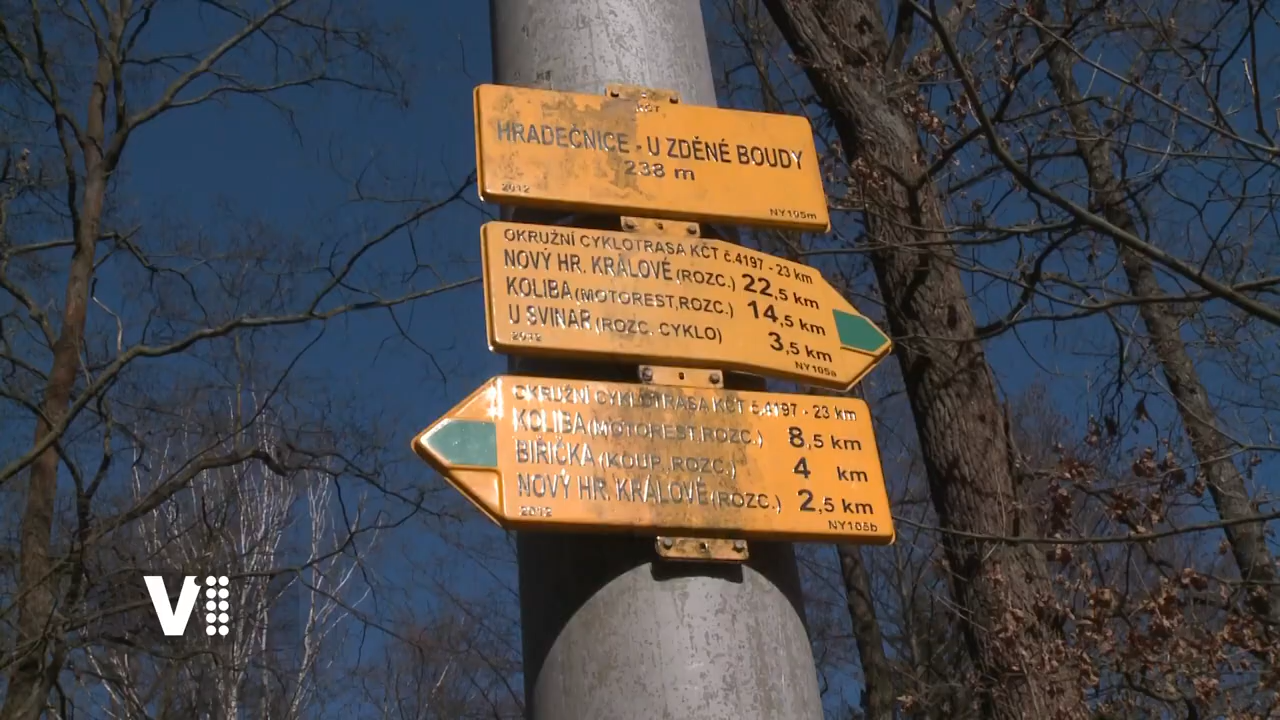 KČT
HRADEČNICE - U ZDĚNÉ BOUDY
238 m
2012 NY105m
OKRUŽNÍ CYKLOTRASA KČT č.4197 - 23 km
NOVÝ HR. KRÁLOVÉ (ROZC.) 22,5 km
KOLIBA (MOTOREST,ROZC.) 14,5 km
U SVINAR (ROZC. CYKLO) 3,5 km
2012 NY105a
OKRUŽNÍ CYKLOTRASA KČT č.4197 - 23 km
KOLIBA (MOTOREST,ROZC.) 8,5 km
BIŘIČKA (KOUP.,ROZC.) 4 km
NOVÝ HR. KRÁLOVÉ (ROZC.) 2,5 km
2012 NY105b
V1